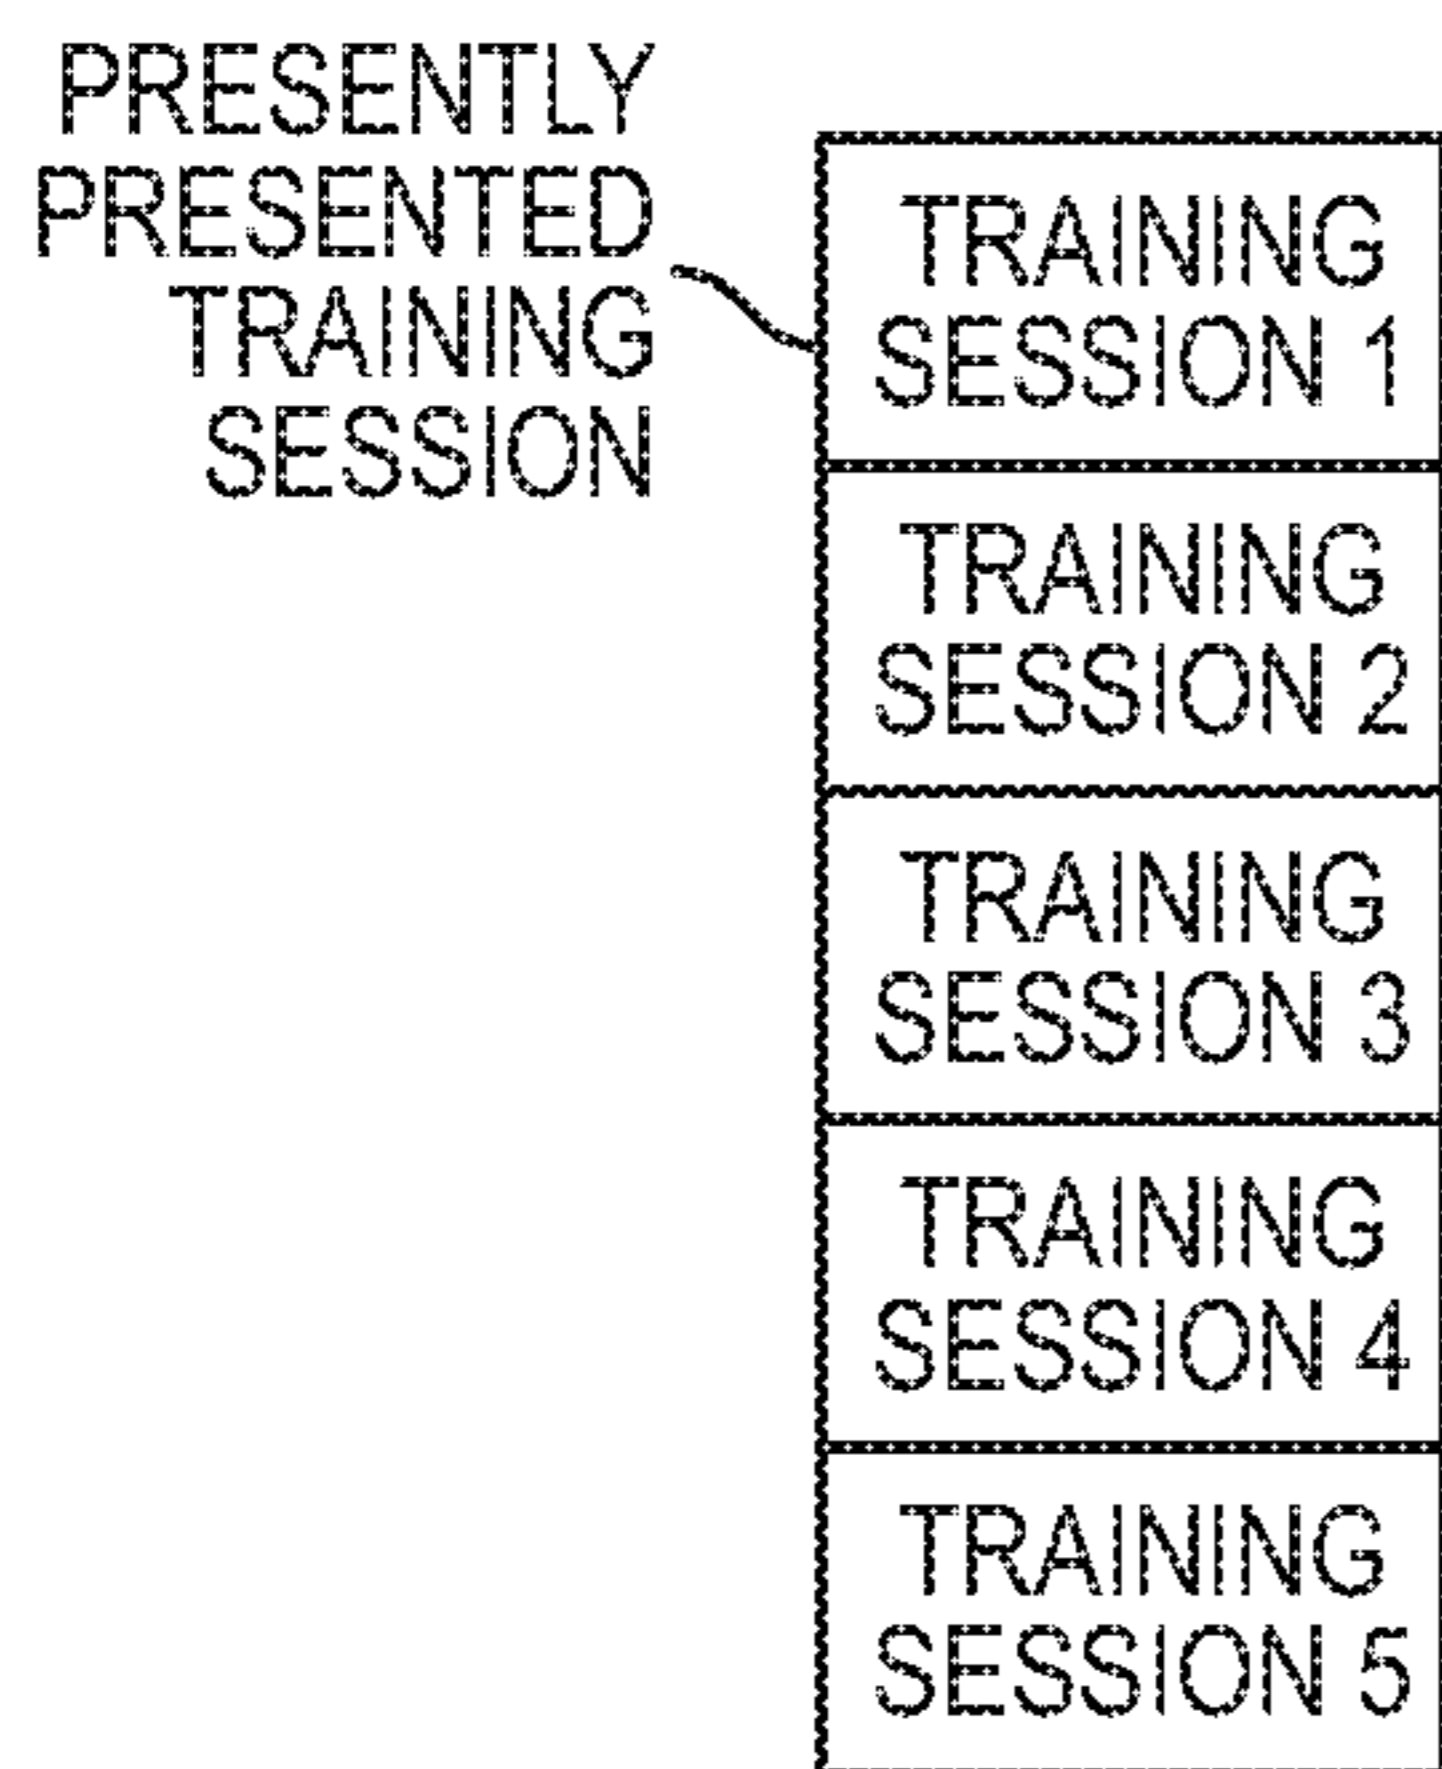 PRESENTLY
PRESENTED
TRAINING
SESSION
TRAINING
SESSION 1
TRAINING
SESSION 2
TRAINING
SESSION 3
TRAINING
SESSION 4
TRAINING
SESSION 5